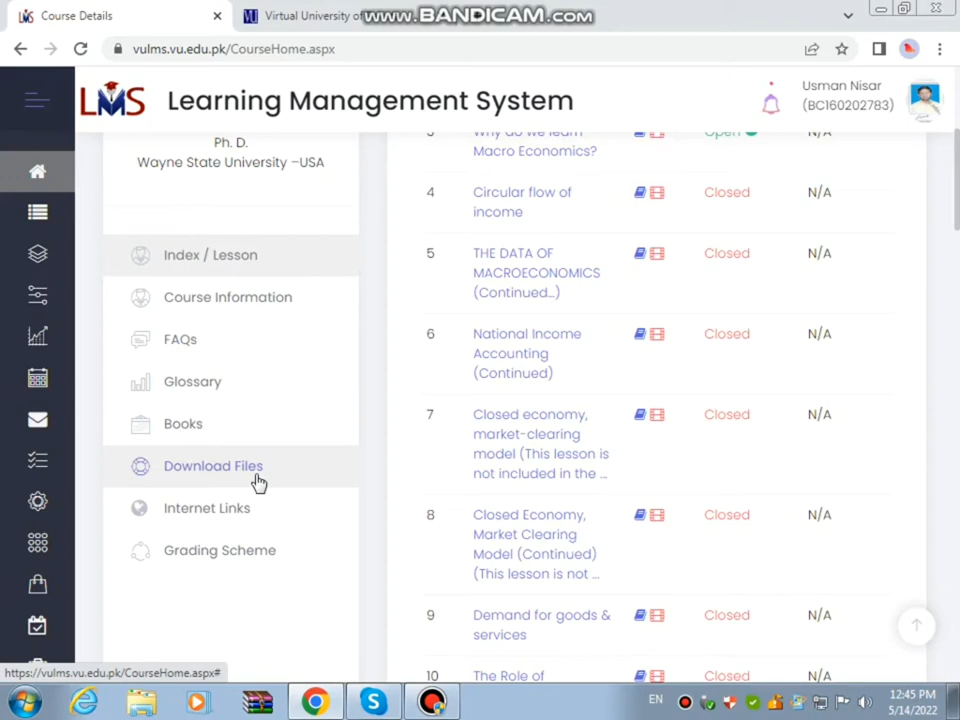 Course Details
Virtual University of
www.BANDICAM.com
vulms.vu.edu.pk/CourseHome.aspx
LMS
Learning Management System
Usman Nisar
(BC160202783)
Ph. D.
Wayne State University –USA
Index / Lesson
Course Information
FAQs
Glossary
Books
Download Files
Internet Links
Grading Scheme
3 Why do we learn Open N/A
Macro Economics?
4 Circular flow of Closed N/A
income
5 THE DATA OF Closed N/A
MACROECONOMICS
(Continued...)
6 National Income Closed N/A
Accounting
(Continued)
7 Closed economy, Closed N/A
market-clearing
model (This lesson is
not included in the ...
8 Closed Economy, Closed N/A
Market Clearing
Model (Continued)
(This lesson is not ...
9 Demand for goods & Closed N/A
services
10 The Role of Closed N/A
https://vulms.vu.edu.pk/CourseHome.aspx#
EN
12:45 PM
5/14/2022